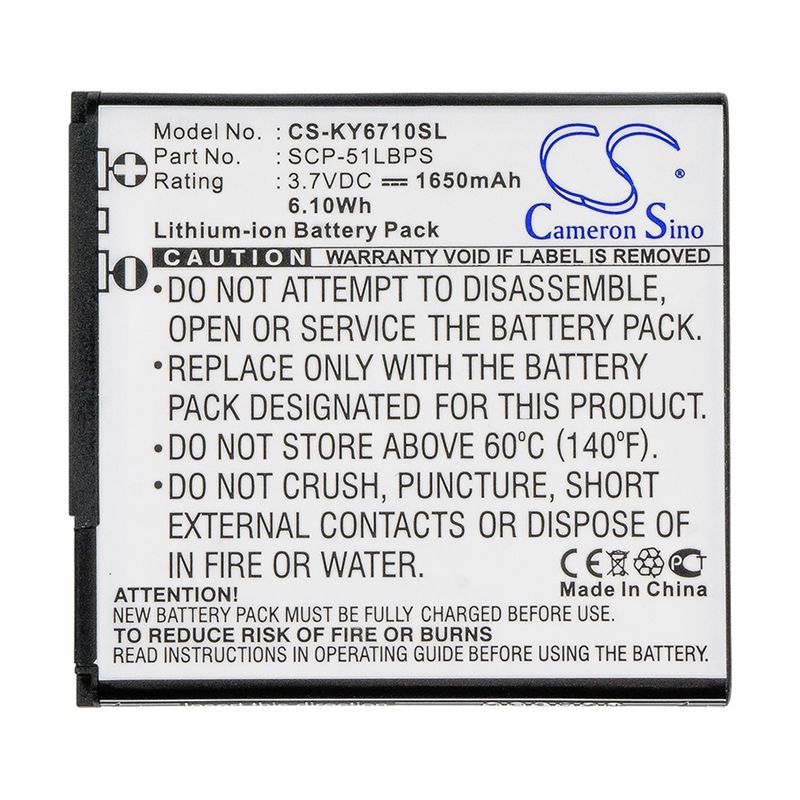 Model No. : CS-KY6710SL
Part No. : SCP-51LBPS
Rating : 3.7VDC 1650mAh
6.10Wh
Lithium-ion Battery Pack
CS ®
Cameron Sino
CAUTION WARRANTY VOID IF LABEL IS REMOVED
•DO NOT ATTEMPT TO DISASSEMBLE,
OPEN OR SERVICE THE BATTERY PACK.
•REPLACE ONLY WITH THE BATTERY
PACK DESIGNATED FOR THIS PRODUCT.
•DO NOT STORE ABOVE 60°C (140°F).
•DO NOT CRUSH, PUNCTURE, SHORT
EXTERNAL CONTACTS OR DISPOSE OF
IN FIRE OR WATER.
CE
Made In China
ATTENTION!
NEW BATTERY PACK MUST BE FULLY CHARGED BEFORE USE.
TO REDUCE RISK OF FIRE OR BURNS
READ INSTRUCTIONS IN OPERATING GUIDE BEFORE USING THE BATTERY.
this direction